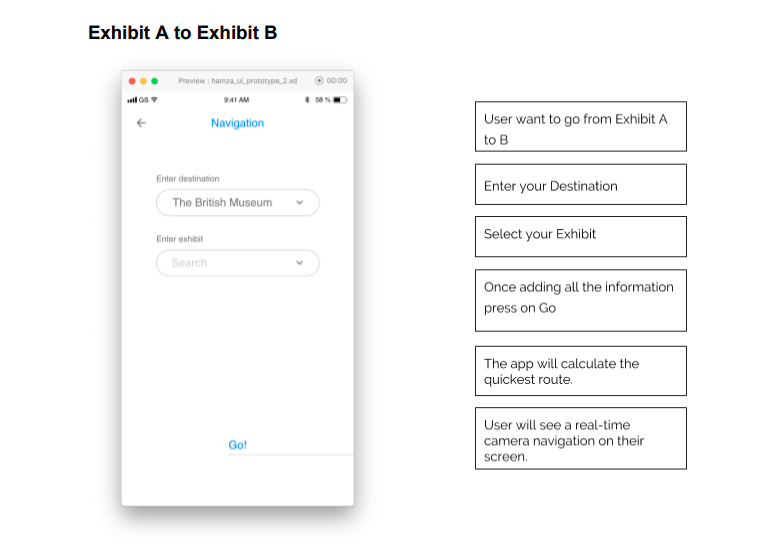 Exhibit A to Exhibit B
Preview : hamza_ui_prototype_2.xd
00:00
GS
9:41 AM
58 %
Navigation
Enter destination
The British Museum
Enter exhibit
Search
Go!
User want to go from Exhibit A
to B
Enter your Destination
Select your Exhibit
Once adding all the information
press on Go
The app will calculate the
quickest route.
User will see a real-time
camera navigation on their
screen.